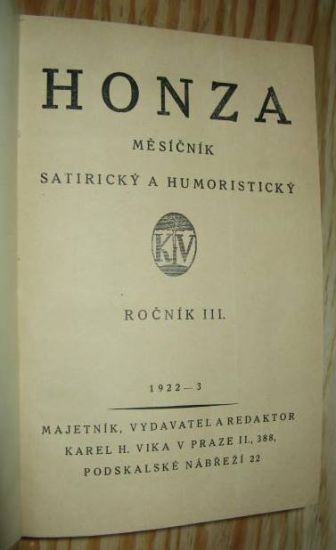 HONZA
MĚSÍČNÍK
SATIRICKÝ A HUMORISTICKÝ
KV
ROČNÍK III.
1922—3
MAJETNÍK, VYDAVATEL A REDAKTOR
KAREL H. VIKA V PRAZE II., 388,
PODSKALSKÉ NÁBŘEŽÍ 22